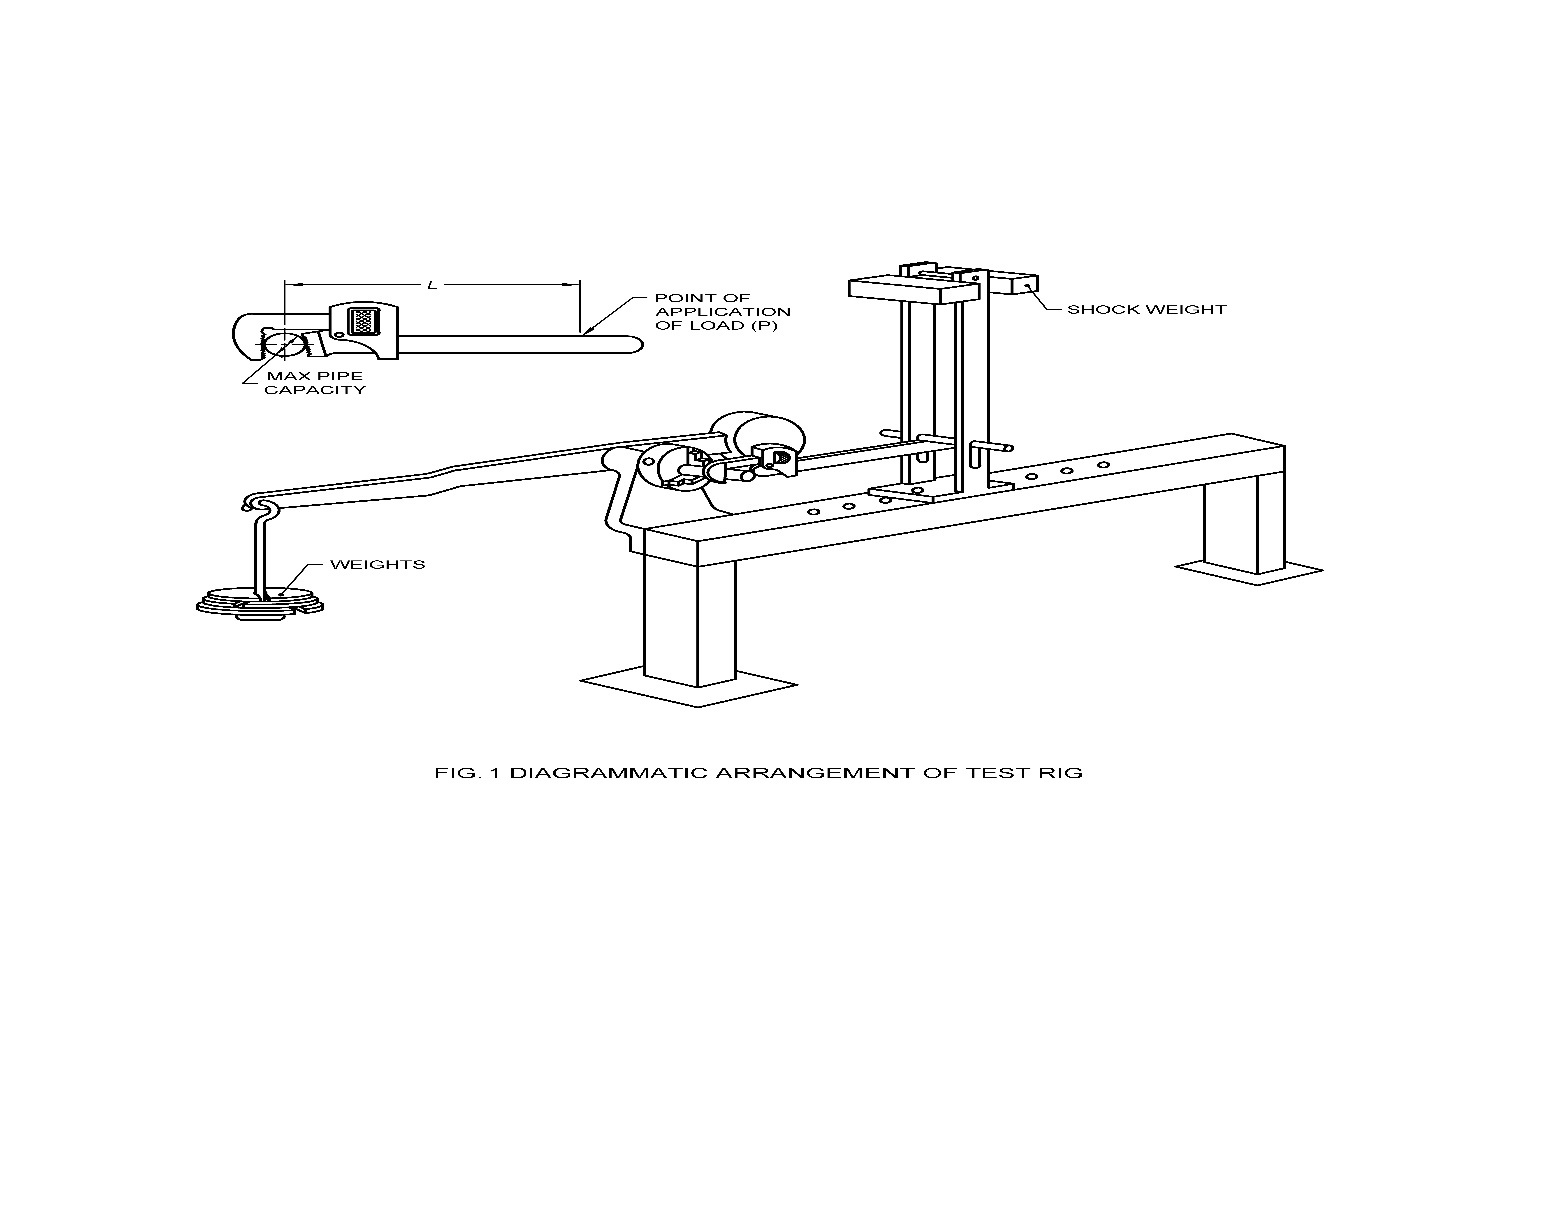 L
POINT OF
APPLICATION
OF LOAD (P)
SHOCK WEIGHT
MAX PIPE
CAPACITY
WEIGHTS
FIG. 1 DIAGRAMMATIC ARRANGEMENT OF TEST RIG